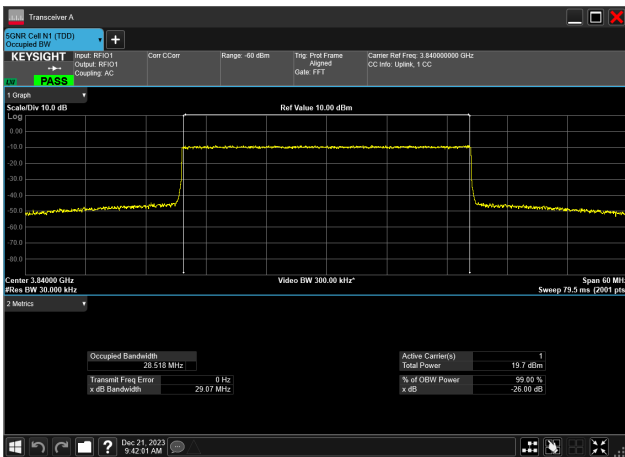 Transceiver A
5GNR Cell N1 (TDD)
Occupied BW
KEYSIGHT
PASS
Input: RFIO1
Output: RFIO1
Coupling: AC
Corr CCorr
Range: -60 dBm
Trig: Prot Frame
Aligned
Gate: FFT
Carrier Ref Freq: 3.840000000 GHz
CC Info: Uplink, 1 CC
1 Graph
Scale/Div 10.0 dB
Ref Value 10.00 dBm
Log
0.00
-10.0
-20.0
-30.0
-40.0
-50.0
-60.0
-70.0
-80.0
Center 3.84000 GHz
Video BW 300.00 kHz*
Span 60 MH
#Res BW 30.000 kHz
Sweep 79.5 ms (2001 pts
2 Metrics
Occupied Bandwidth
28.518 MHz
Transmit Freq Error 0 Hz
x dB Bandwidth 29.07 MHz
Active Carrier(s) 1
Total Power 19.7 dBm
% of OBW Power 99.00 %
x dB -26.00 dB
Dec 21, 2023
9:42:01 AM